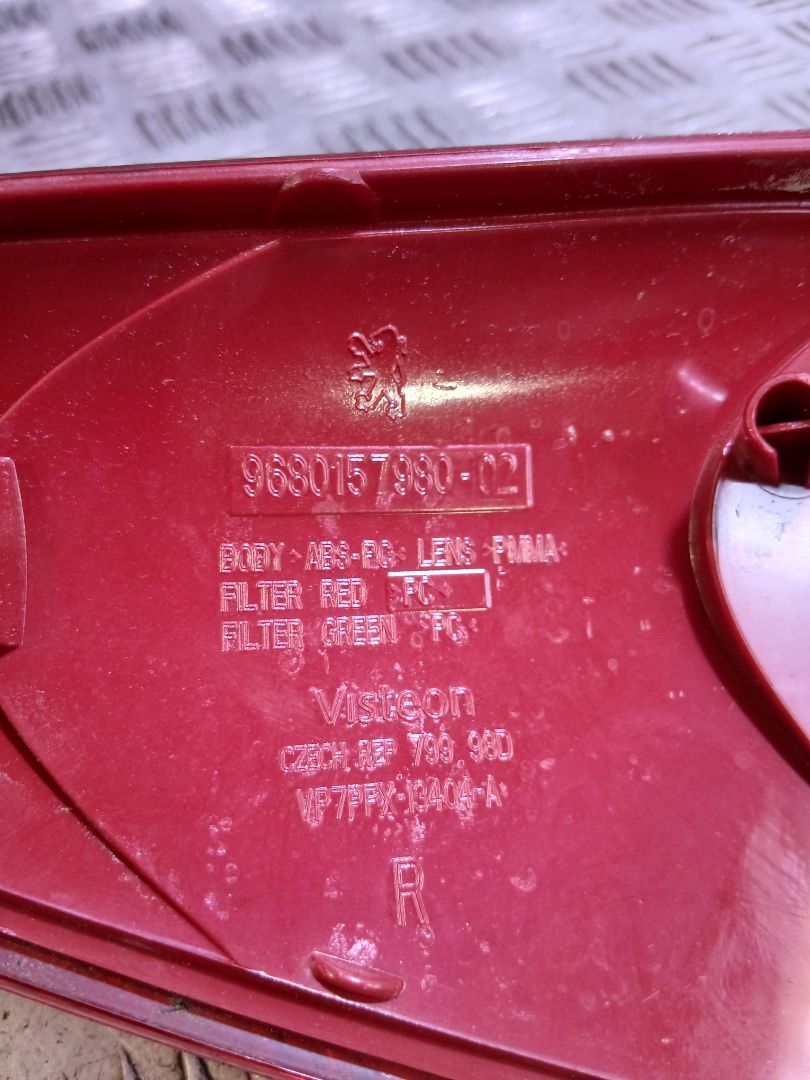 9680157980-02
BODY >ABS-PC< LENS >PMMA<
FILTER RED >PC<
FILTER GREEN >PC<
Visteon
CZECH REP 799 98D
VP7PFX-13404-A
R